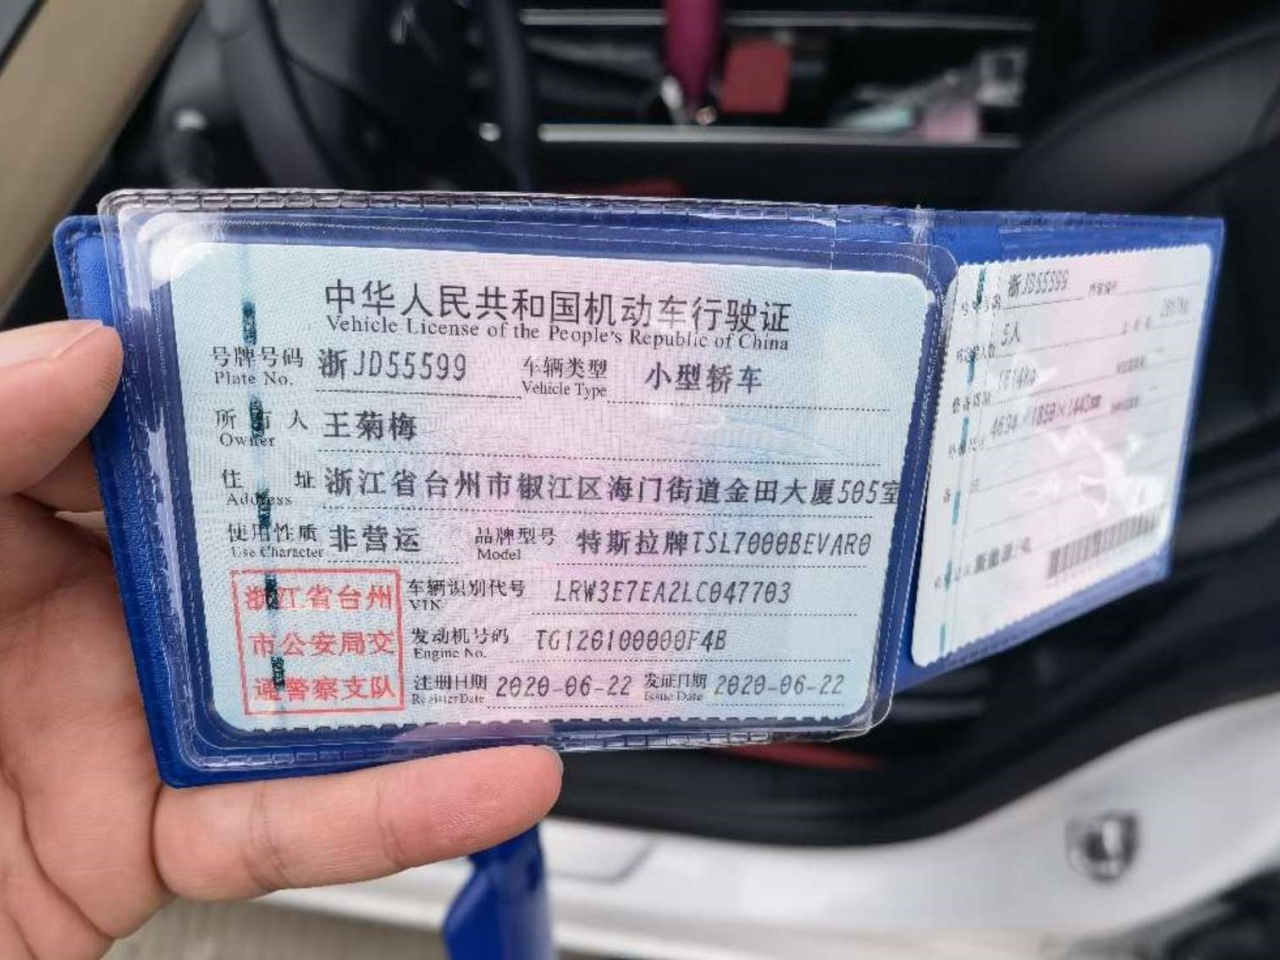 中华人民共和国机动车行驶证
Vehicle License of the People's Republic of China
号牌号码 浙JD55599 车辆类型 小型轿车
Plate No. Vehicle Type
所有人 王菊梅
Owner
住址 浙江省台州市椒江区海门街道金田大厦505室
Address
使用性质 非营运 品牌型号 特斯拉牌TSL7000BEVAR0
Use Character Model
车辆识别代号 LRW3E7EA2LC047703
VIN
发动机号码 TG120100000F4B
Engine No.
注册日期 2020-06-22 发证日期 2020-06-22
Register Date Issue Date
浙江省台州
市公安局交
通警察支队
浙JD55599
5人